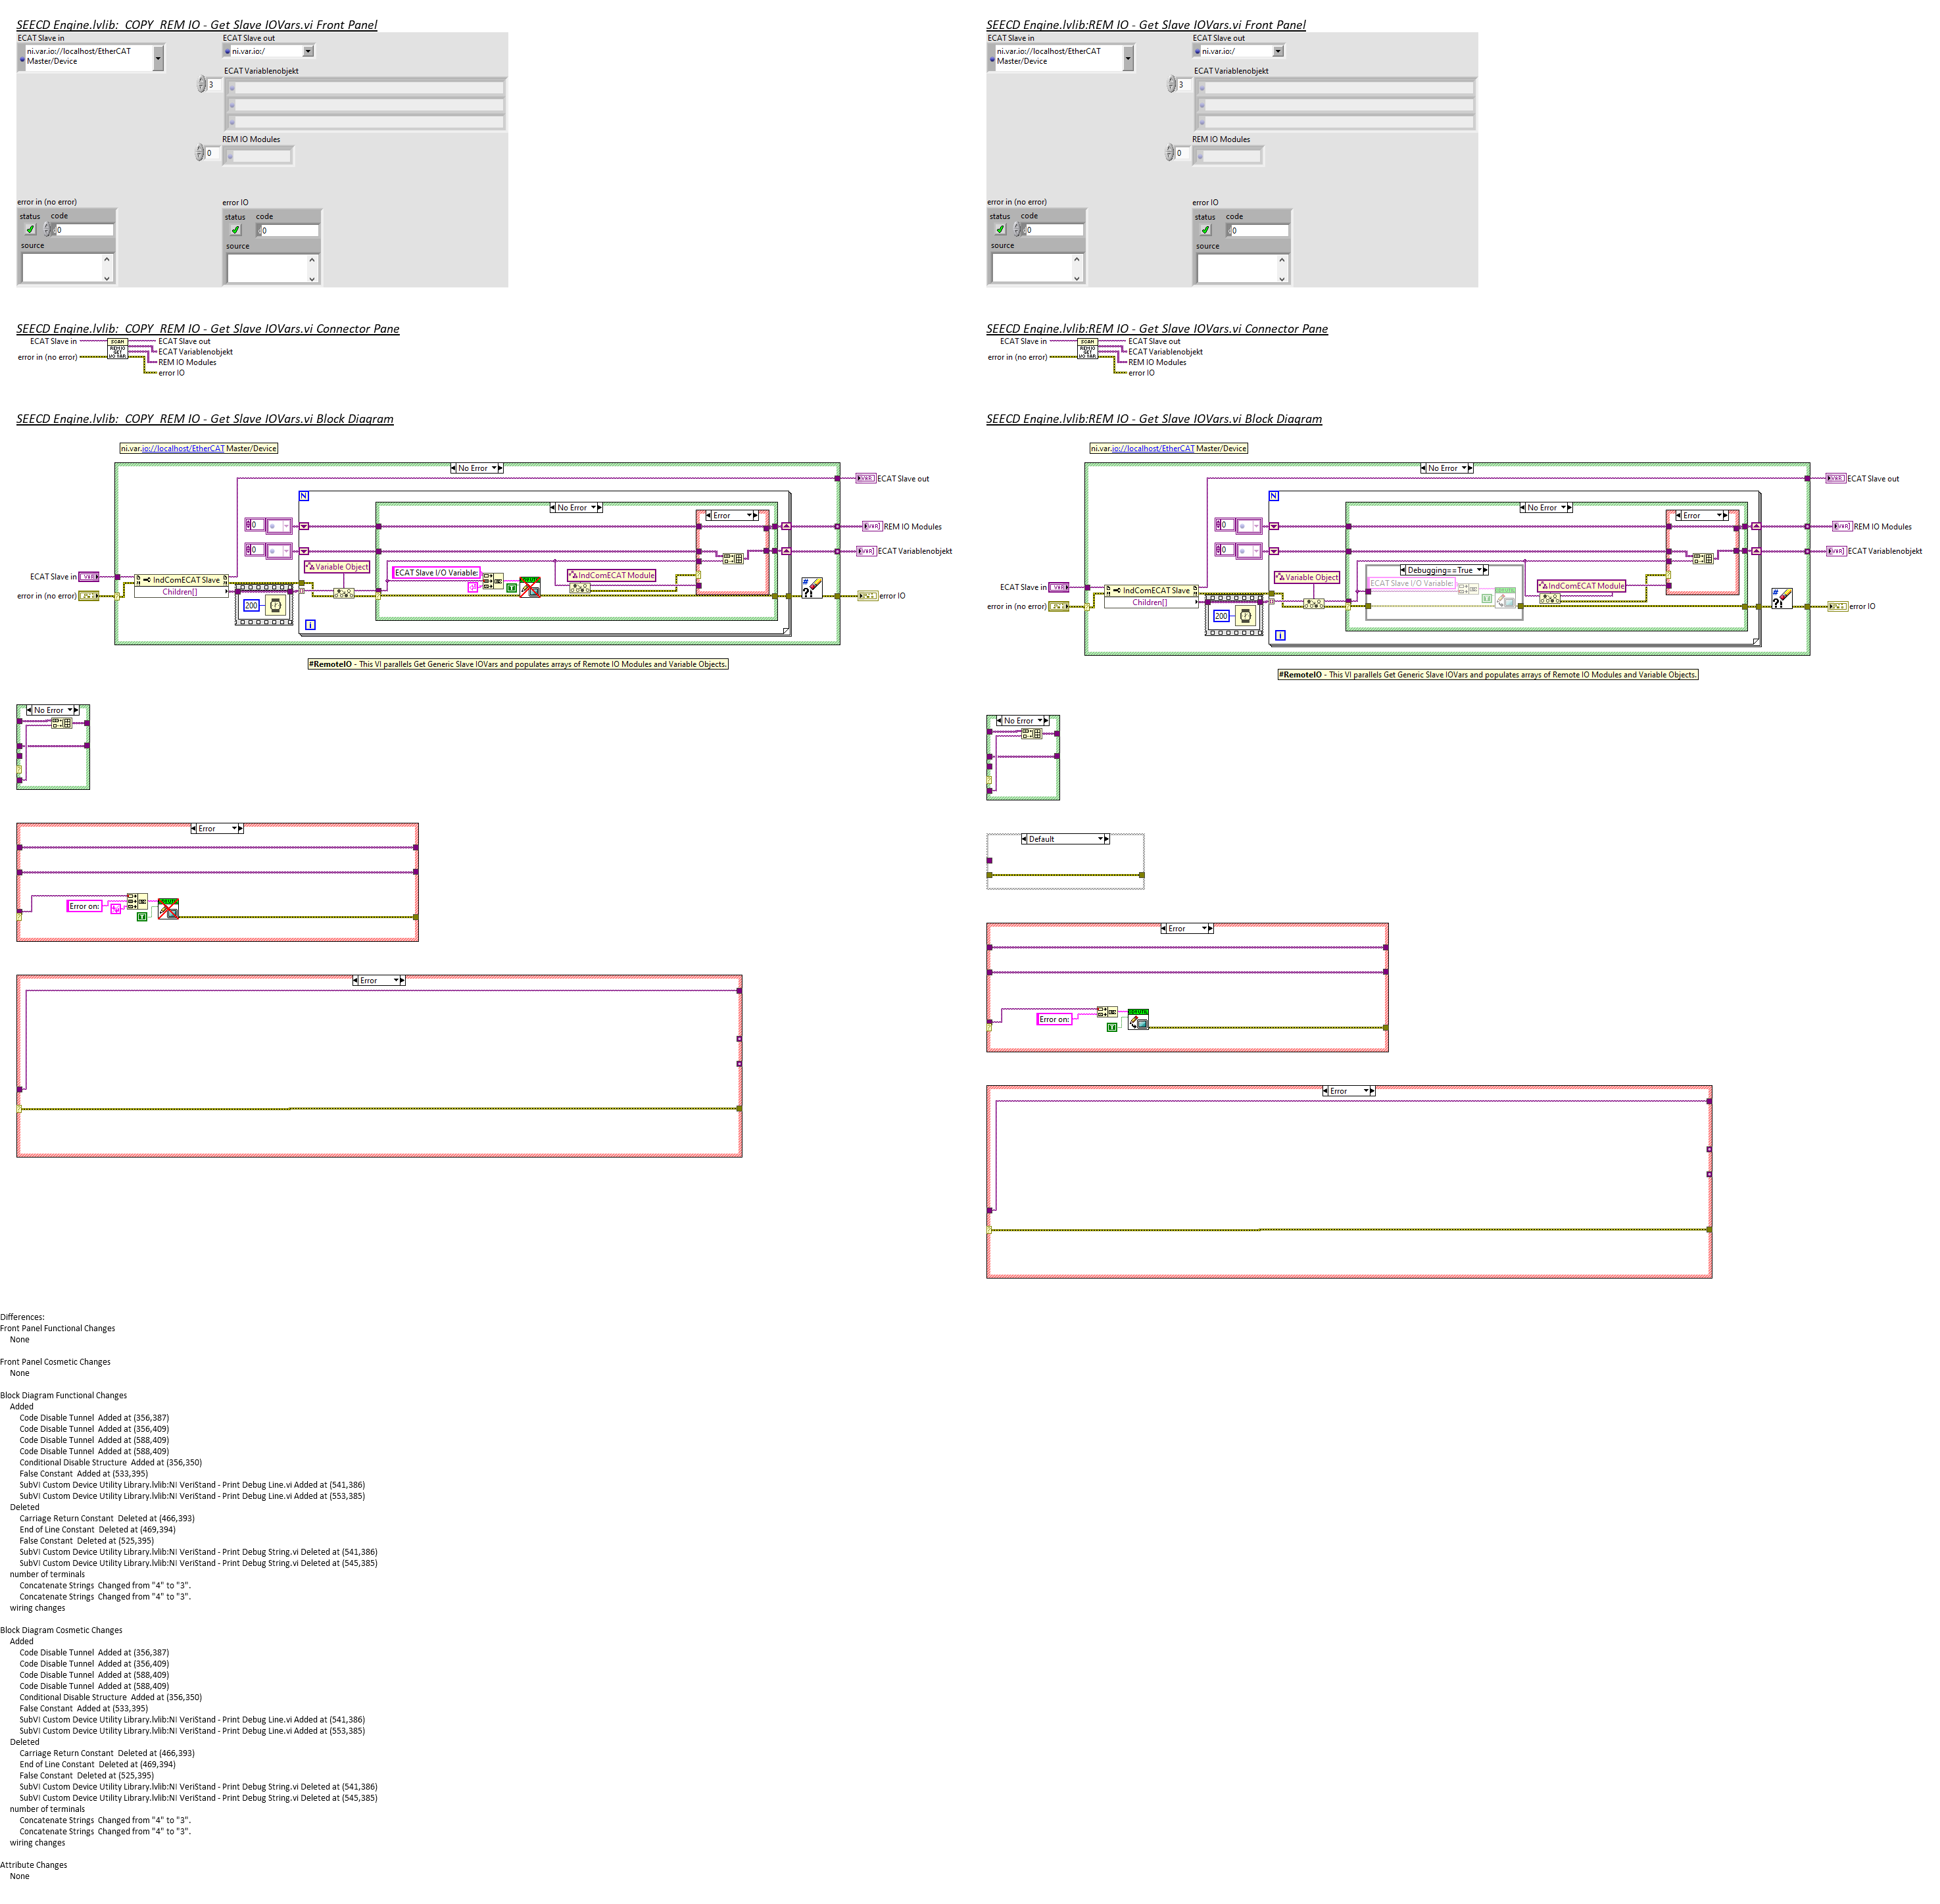 SEECD Engine.lvlib:_COPY_REM IO - Get Slave IOVars.vi Front Panel
ECAT Slave in
ECAT Slave out
ni.var.io://localhost/EtherCAT
Master/Device
ni.var.io:/
ECAT Variablenobjekt
3
REM IO Modules
0
error in (no error)
error IO
status code
status code
0
0
source
source
SEECD Engine.lvlib:_COPY_REM IO - Get Slave IOVars.vi Connector Pane
ECAT Slave in
ECAT Slave out
ECAT Variablenobjekt
error in (no error)
REM IO Modules
error IO
SEECD Engine.lvlib:_COPY_REM IO - Get Slave IOVars.vi Block Diagram
ni.var.io://localhost/EtherCAT Master/Device
No Error
ECAT Slave out
N
No Error
Error
0
REM IO Modules
0
ECAT Variablenobjekt
Variable Object
ECAT Slave I/O Variable:
IndComECAT Module
ECAT Slave in
IndComECAT Slave
Children[]
error in (no error)
200
error IO
i
#RemoteIO - This VI parallels Get Generic Slave IOVars and populates arrays of Remote IO Modules and Variable Objects.
No Error
Error
Error on:
Error
SEECD Engine.lvlib:REM IO - Get Slave IOVars.vi Front Panel
ECAT Slave in
ECAT Slave out
ni.var.io://localhost/EtherCAT
Master/Device
ni.var.io:/
ECAT Variablenobjekt
3
REM IO Modules
0
error in (no error)
error IO
status code
status code
0
0
source
source
SEECD Engine.lvlib:REM IO - Get Slave IOVars.vi Connector Pane
ECAT Slave in
ECAT Slave out
ECAT Variablenobjekt
error in (no error)
REM IO Modules
error IO
SEECD Engine.lvlib:REM IO - Get Slave IOVars.vi Block Diagram
ni.var.io://localhost/EtherCAT Master/Device
No Error
ECAT Slave out
N
No Error
Error
0
REM IO Modules
0
ECAT Variablenobjekt
Variable Object
Debugging==True
ECAT Slave I/O Variable:
IndComECAT Module
ECAT Slave in
IndComECAT Slave
Children[]
error in (no error)
200
error IO
i
#RemoteIO - This VI parallels Get Generic Slave IOVars and populates arrays of Remote IO Modules and Variable Objects.
No Error
Default
Error
Error on:
Error
Differences:
Front Panel Functional Changes
None
Front Panel Cosmetic Changes
None
Block Diagram Functional Changes
Added
Code Disable Tunnel  Added at (356,387)
Code Disable Tunnel  Added at (356,409)
Code Disable Tunnel  Added at (588,409)
Code Disable Tunnel  Added at (588,409)
Conditional Disable Structure  Added at (356,350)
False Constant  Added at (533,395)
SubVI Custom Device Utility Library.lvlib:NI VeriStand - Print Debug Line.vi Added at (541,386)
SubVI Custom Device Utility Library.lvlib:NI VeriStand - Print Debug Line.vi Added at (553,385)
Deleted
Carriage Return Constant  Deleted at (466,393)
End of Line Constant  Deleted at (469,394)
False Constant  Deleted at (525,395)
SubVI Custom Device Utility Library.lvlib:NI VeriStand - Print Debug String.vi Deleted at (541,386)
SubVI Custom Device Utility Library.lvlib:NI VeriStand - Print Debug String.vi Deleted at (545,385)
number of terminals
Concatenate Strings  Changed from "4" to "3".
Concatenate Strings  Changed from "4" to "3".
wiring changes
Block Diagram Cosmetic Changes
Added
Code Disable Tunnel  Added at (356,387)
Code Disable Tunnel  Added at (356,409)
Code Disable Tunnel  Added at (588,409)
Code Disable Tunnel  Added at (588,409)
Conditional Disable Structure  Added at (356,350)
False Constant  Added at (533,395)
SubVI Custom Device Utility Library.lvlib:NI VeriStand - Print Debug Line.vi Added at (541,386)
SubVI Custom Device Utility Library.lvlib:NI VeriStand - Print Debug Line.vi Added at (553,385)
Deleted
Carriage Return Constant  Deleted at (466,393)
End of Line Constant  Deleted at (469,394)
False Constant  Deleted at (525,395)
SubVI Custom Device Utility Library.lvlib:NI VeriStand - Print Debug String.vi Deleted at (541,386)
SubVI Custom Device Utility Library.lvlib:NI VeriStand - Print Debug String.vi Deleted at (545,385)
number of terminals
Concatenate Strings  Changed from "4" to "3".
Concatenate Strings  Changed from "4" to "3".
wiring changes
Attribute Changes
None